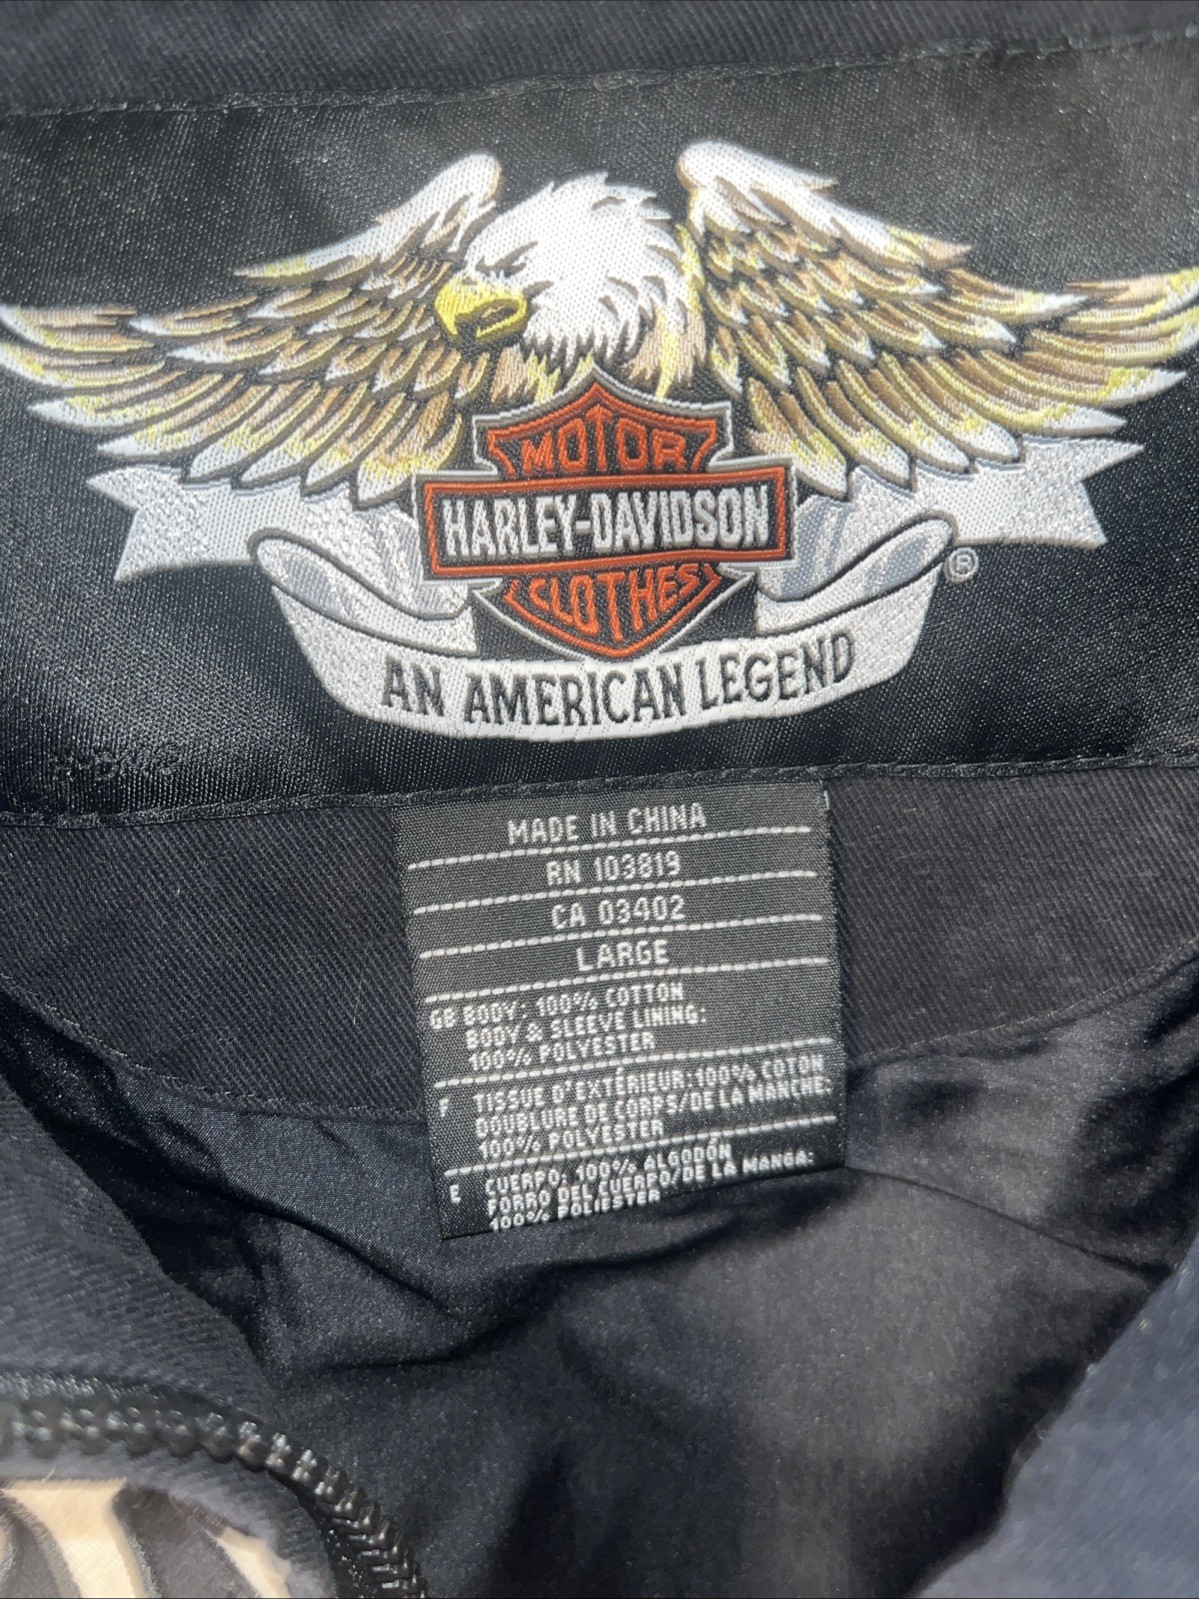 MOTOR
HARLEY-DAVIDSON
CLOTHES
®
AN AMERICAN LEGEND
MADE IN CHINA
RN 103819
CA 03402
LARGE
GB BODY: 100% COTTON
BODY & SLEEVE LINING:
100% POLYESTER
F TISSUE D'EXTÉRIEUR:100% COTON
DOUBLURE DE CORPS/DE LA MANCHE:
100% POLYESTER
E CUERPO: 100% ALGODÓN
FORRO DEL CUERPO/DE LA MANGA:
100% POLIESTER